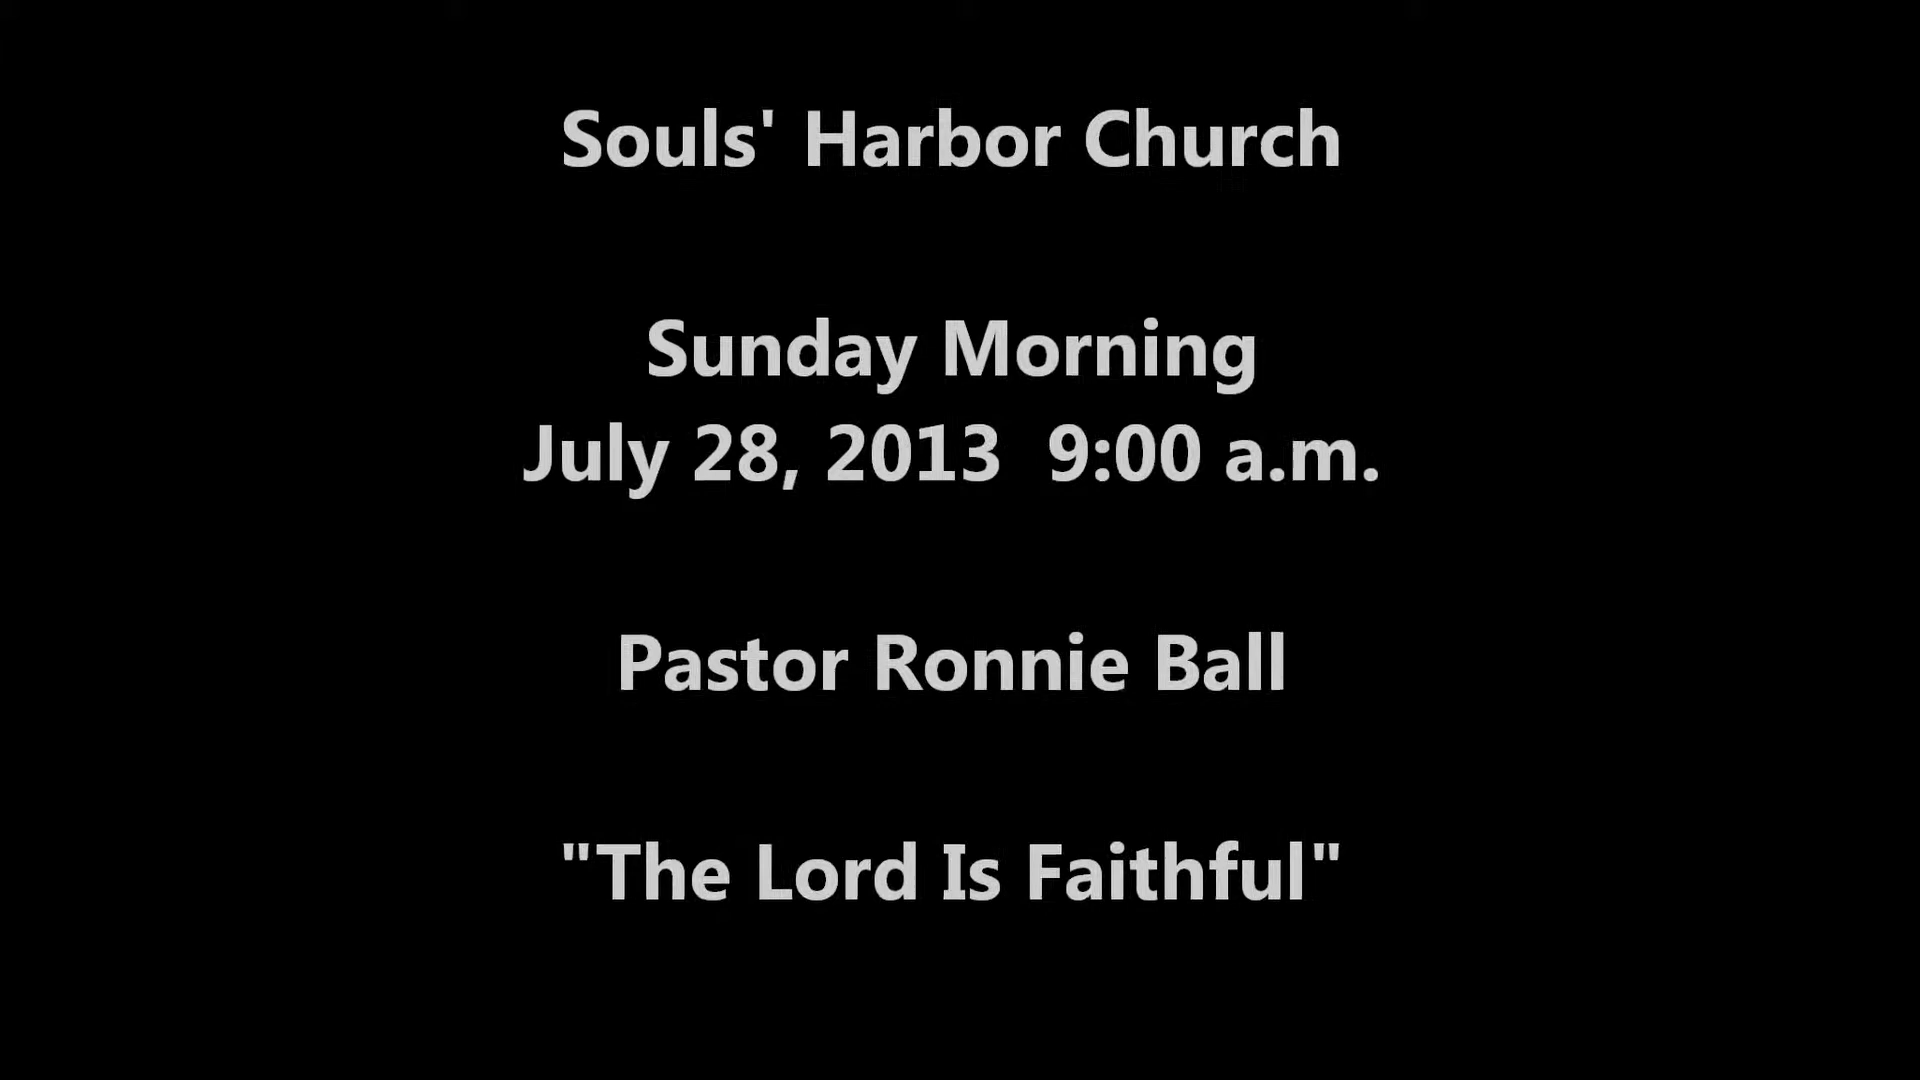 Souls' Harbor Church
Sunday Morning
July 28, 2013  9:00 a.m.
Pastor Ronnie Ball
"The Lord Is Faithful"